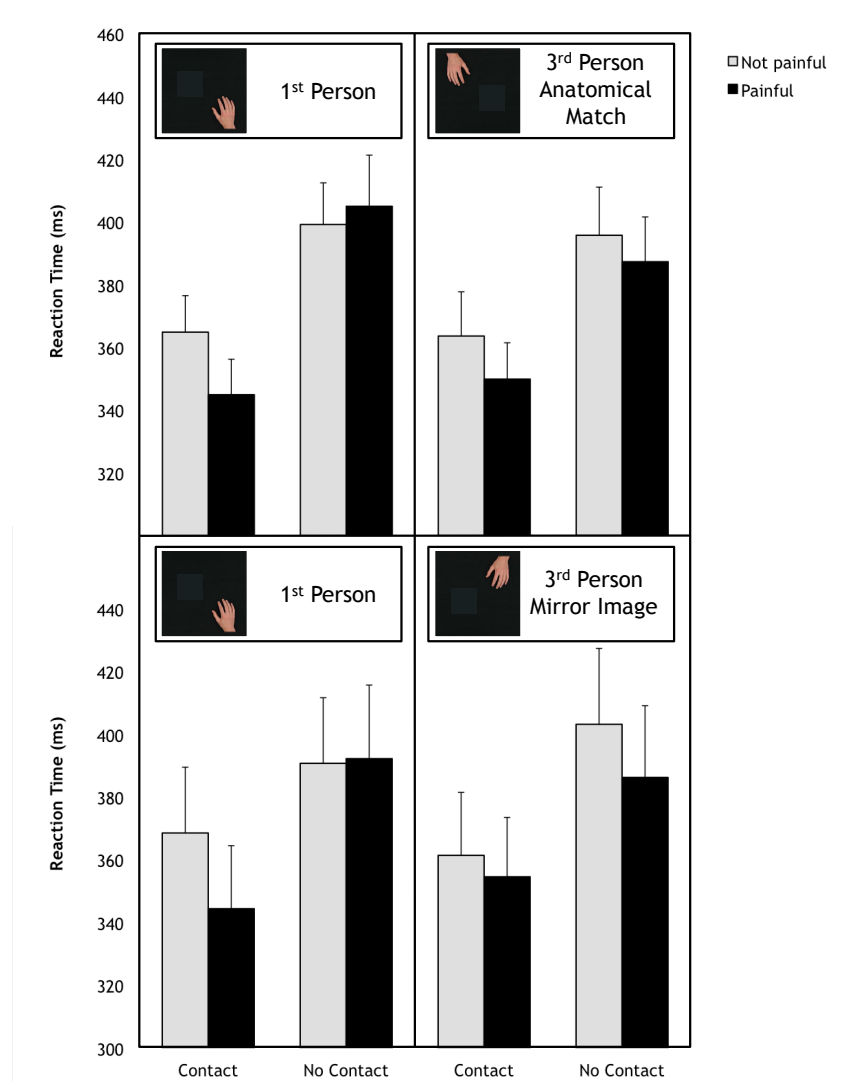 460
440
420
400
380
360
340
320
Reaction Time (ms)
1st Person
3rd Person
Anatomical
Match
Not painful
Painful
440
420
400
380
360
340
320
300
Reaction Time (ms)
1st Person
3rd Person
Mirror Image
Contact
No Contact
Contact
No Contact